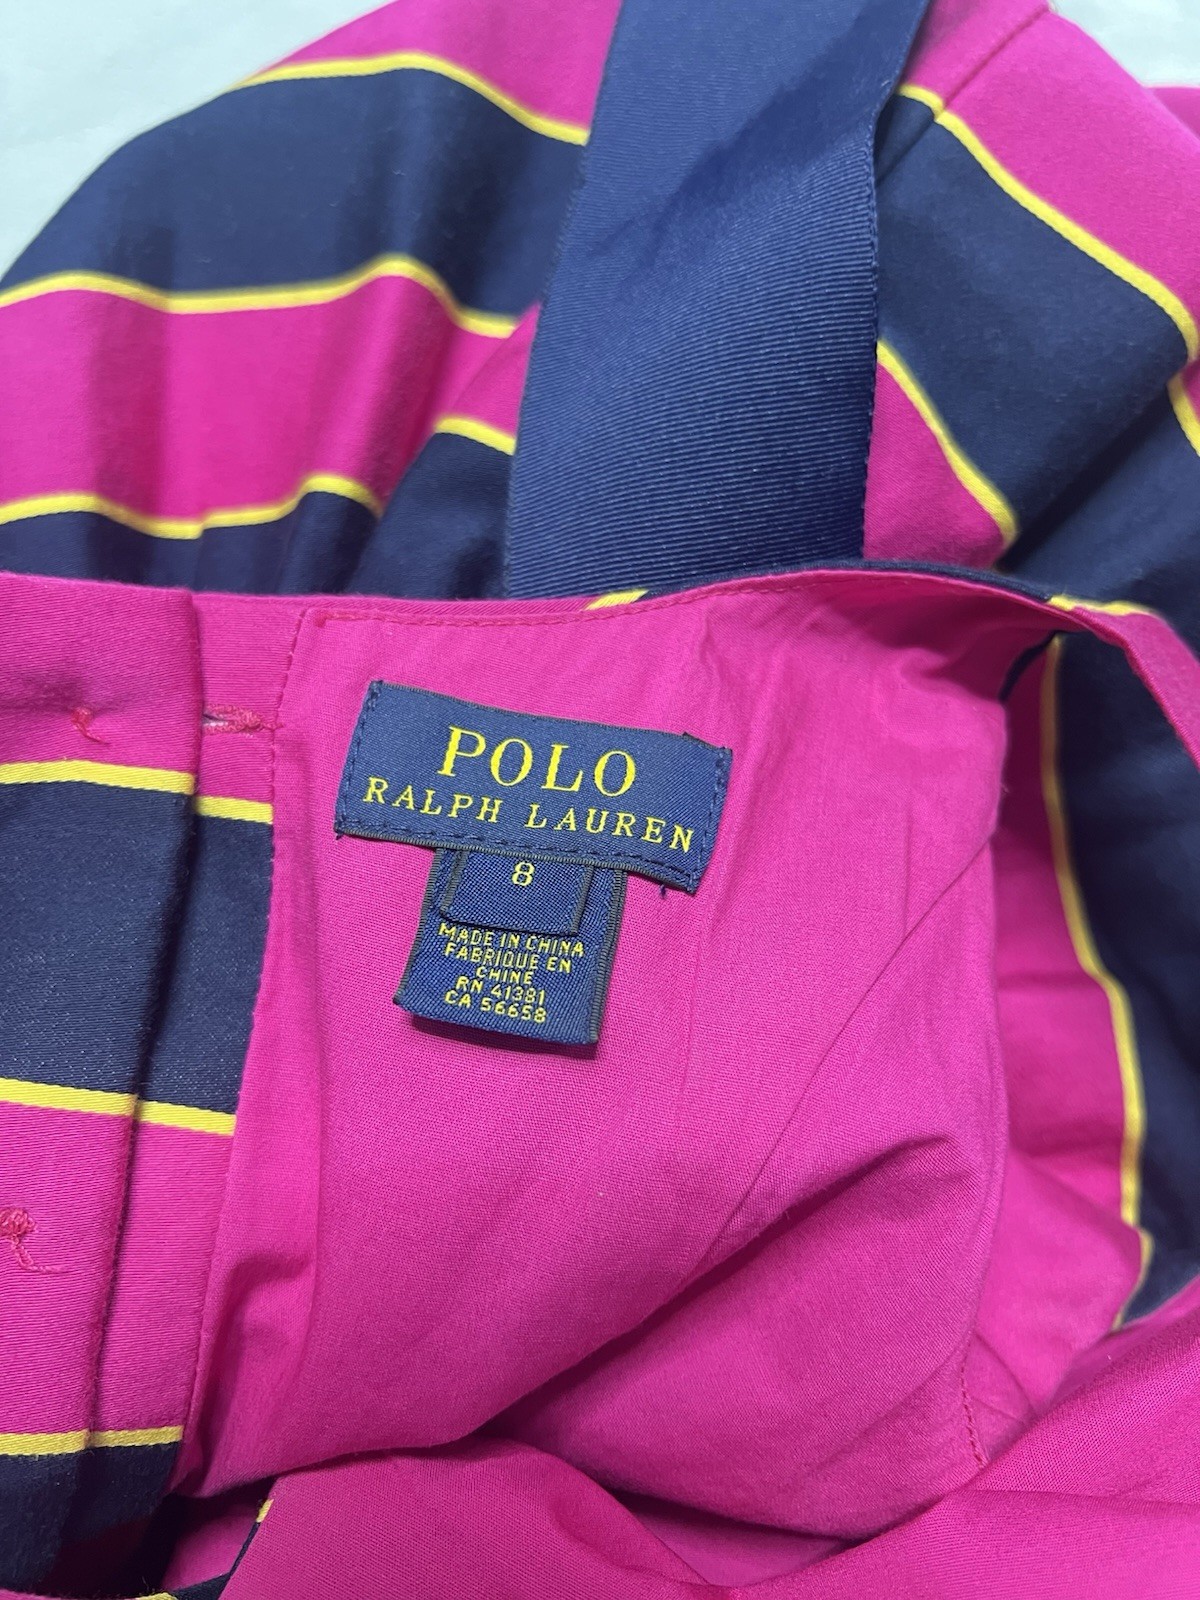 POLO
RALPH LAUREN
8
MADE IN CHINA
FABRIQUE EN
CHINE
RN 41381
CA 56658